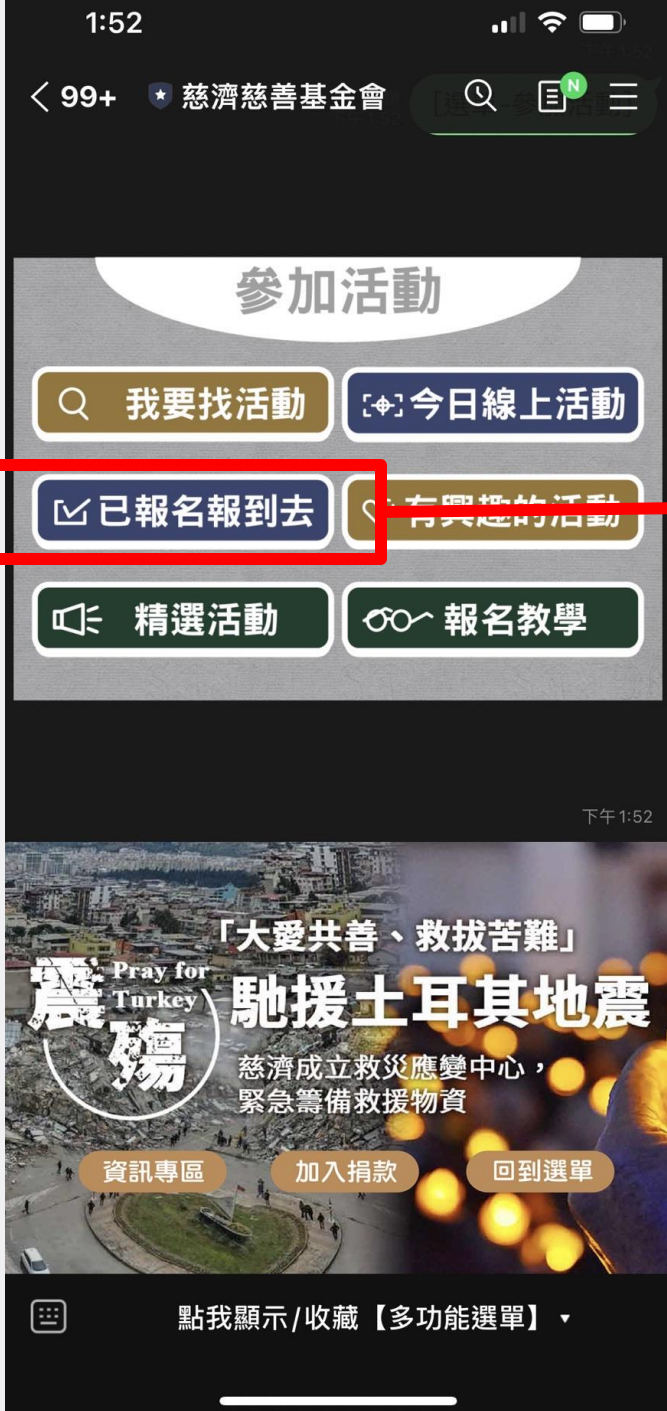 1:52
99+ 慈濟慈善基金會
N
參加活動
我要找活動
今日線上活動
已報名報到去
有興趣的活動
精選活動
報名教學
下午 1:52
震殤
Pray for
Turkey
「大愛共善、救拔苦難」
馳援土耳其地震
慈濟成立救災應變中心，
緊急籌備救援物資
資訊專區
加入捐款
回到選單
點我顯示/收藏【多功能選單】